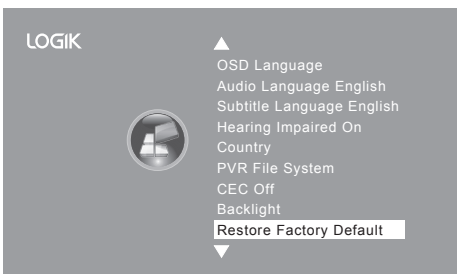 LOGIK
OSD Language
Audio Language English
Subtitle Language English
Hearing Impaired On
Country
PVR File System
CEC Off
Backlight
Restore Factory Default